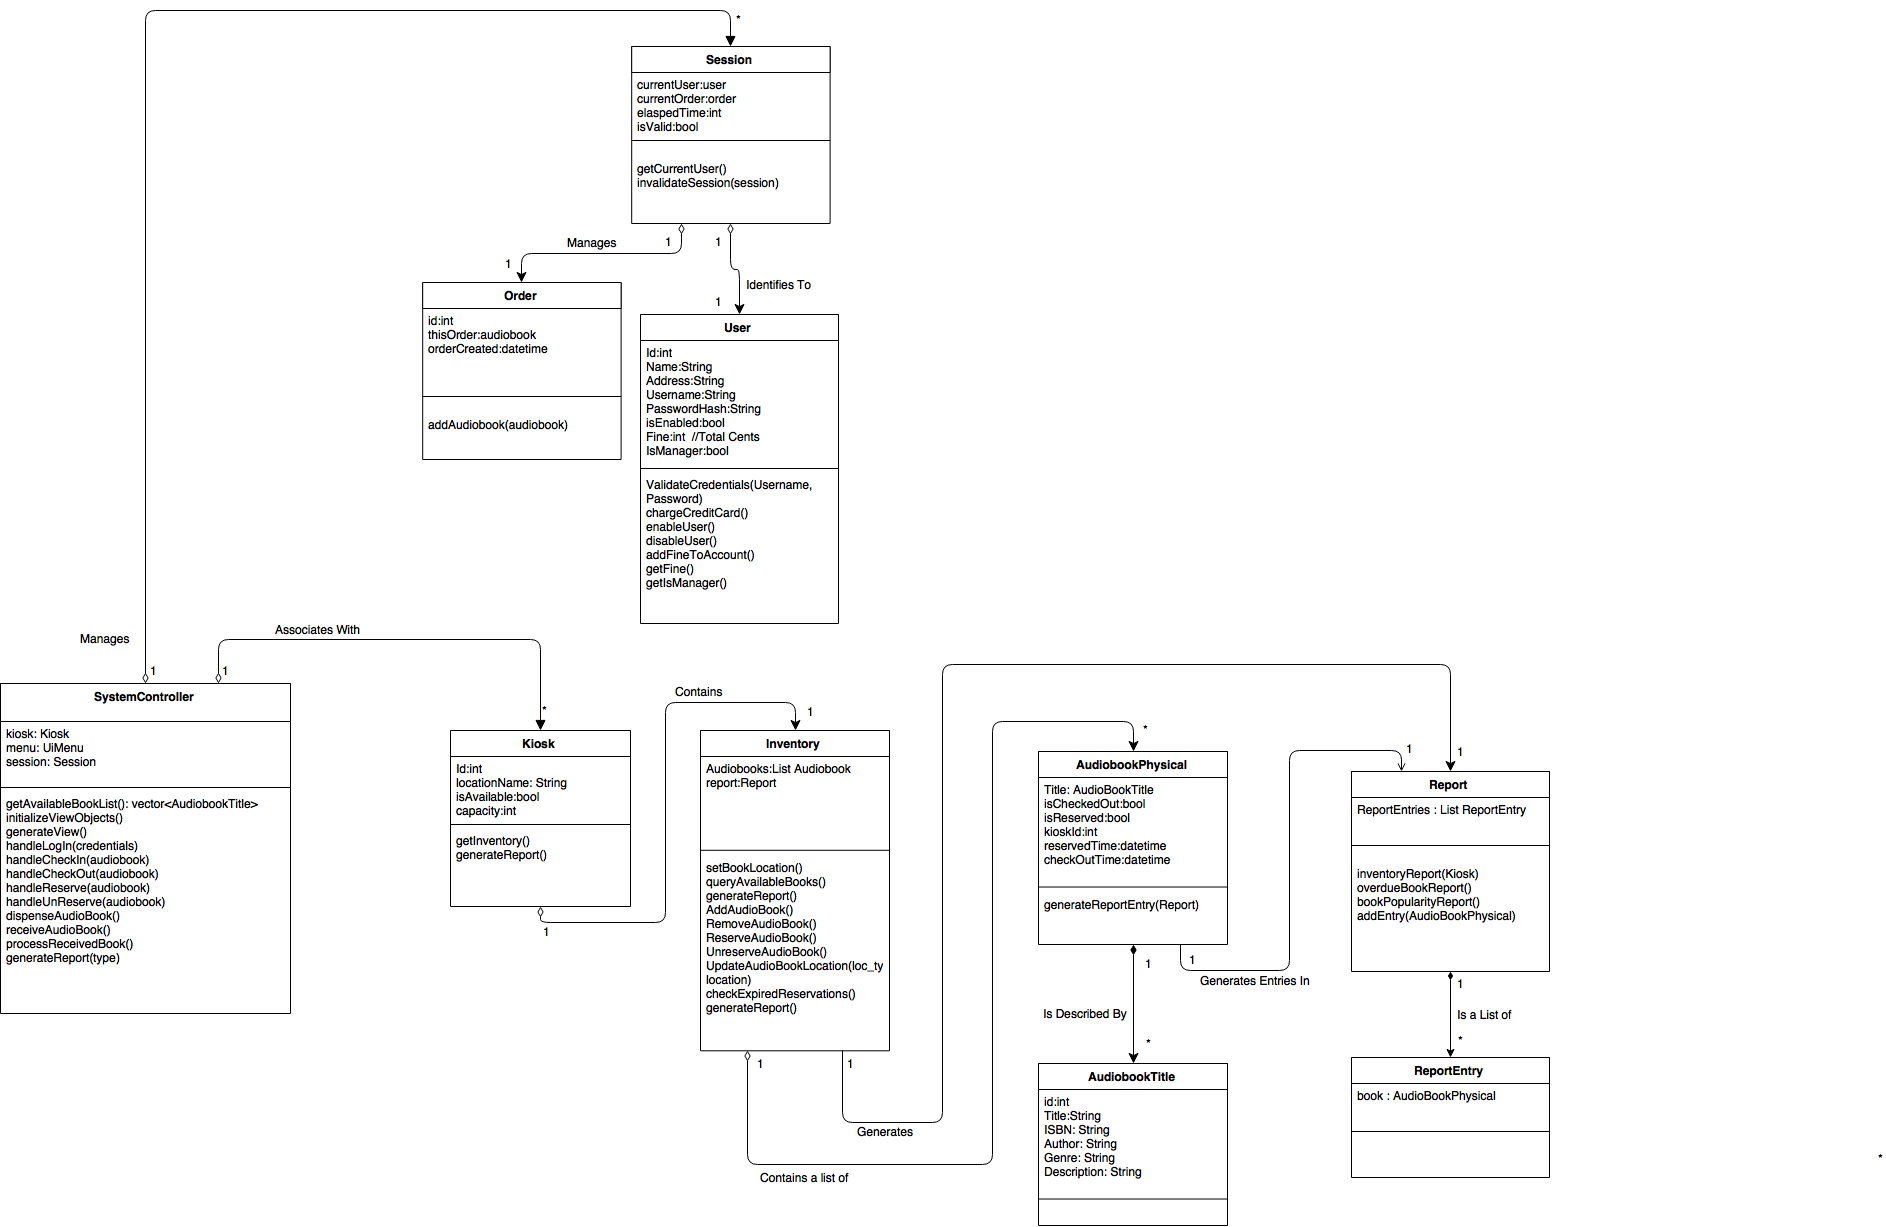 *
Session
currentUser:user
currentOrder:order
elaspedTime:int
isValid:bool
getCurrentUser()
invalidateSession(session)
Manages
1
1
1
Identifies To
1
Order
id:int
thisOrder:audiobook
orderCreated:datetime
addAudiobook(audiobook)
User
Id:int
Name:String
Address:String
Username:String
PasswordHash:String
isEnabled:bool
Fine:int  //Total Cents
IsManager:bool
ValidateCredentials(Username,
Password)
chargeCreditCard()
enableUser()
disableUser()
addFineToAccount()
getFine()
getIsManager()
Manages
1
Associates With
1
*
SystemController
kiosk: Kiosk
menu: UiMenu
session: Session
getAvailableBookList(): vector<AudiobookTitle>
initializeViewObjects()
generateView()
handleLogIn(credentials)
handleCheckIn(audiobook)
handleCheckOut(audiobook)
handleReserve(audiobook)
handleUnReserve(audiobook)
dispenseAudioBook()
receiveAudioBook()
processReceivedBook()
generateReport(type)
Kiosk
Id:int
locationName: String
isAvailable:bool
capacity:int
getInventory()
generateReport()
1
Contains
1
Inventory
Audiobooks:List Audiobook
report:Report
setBookLocation()
queryAvailableBooks()
generateReport()
AddAudioBook()
RemoveAudioBook()
ReserveAudioBook()
UnreserveAudioBook()
UpdateAudioBookLocation(loc_ty
location)
checkExpiredReservations()
generateReport()
1
1
Generates
Contains a list of
*
AudiobookPhysical
Title: AudioBookTitle
isCheckedOut:bool
isReserved:bool
kioskId:int
reservedTime:datetime
checkOutTime:datetime
generateReportEntry(Report)
1
1
Generates Entries In
Is Described By
*
AudiobookTitle
id:int
Title:String
ISBN: String
Author: String
Genre: String
Description: String
1
1
Report
ReportEntries : List ReportEntry
inventoryReport(Kiosk)
overdueBookReport()
bookPopularityReport()
addEntry(AudioBookPhysical)
1
Is a List of
*
ReportEntry
book : AudioBookPhysical
*